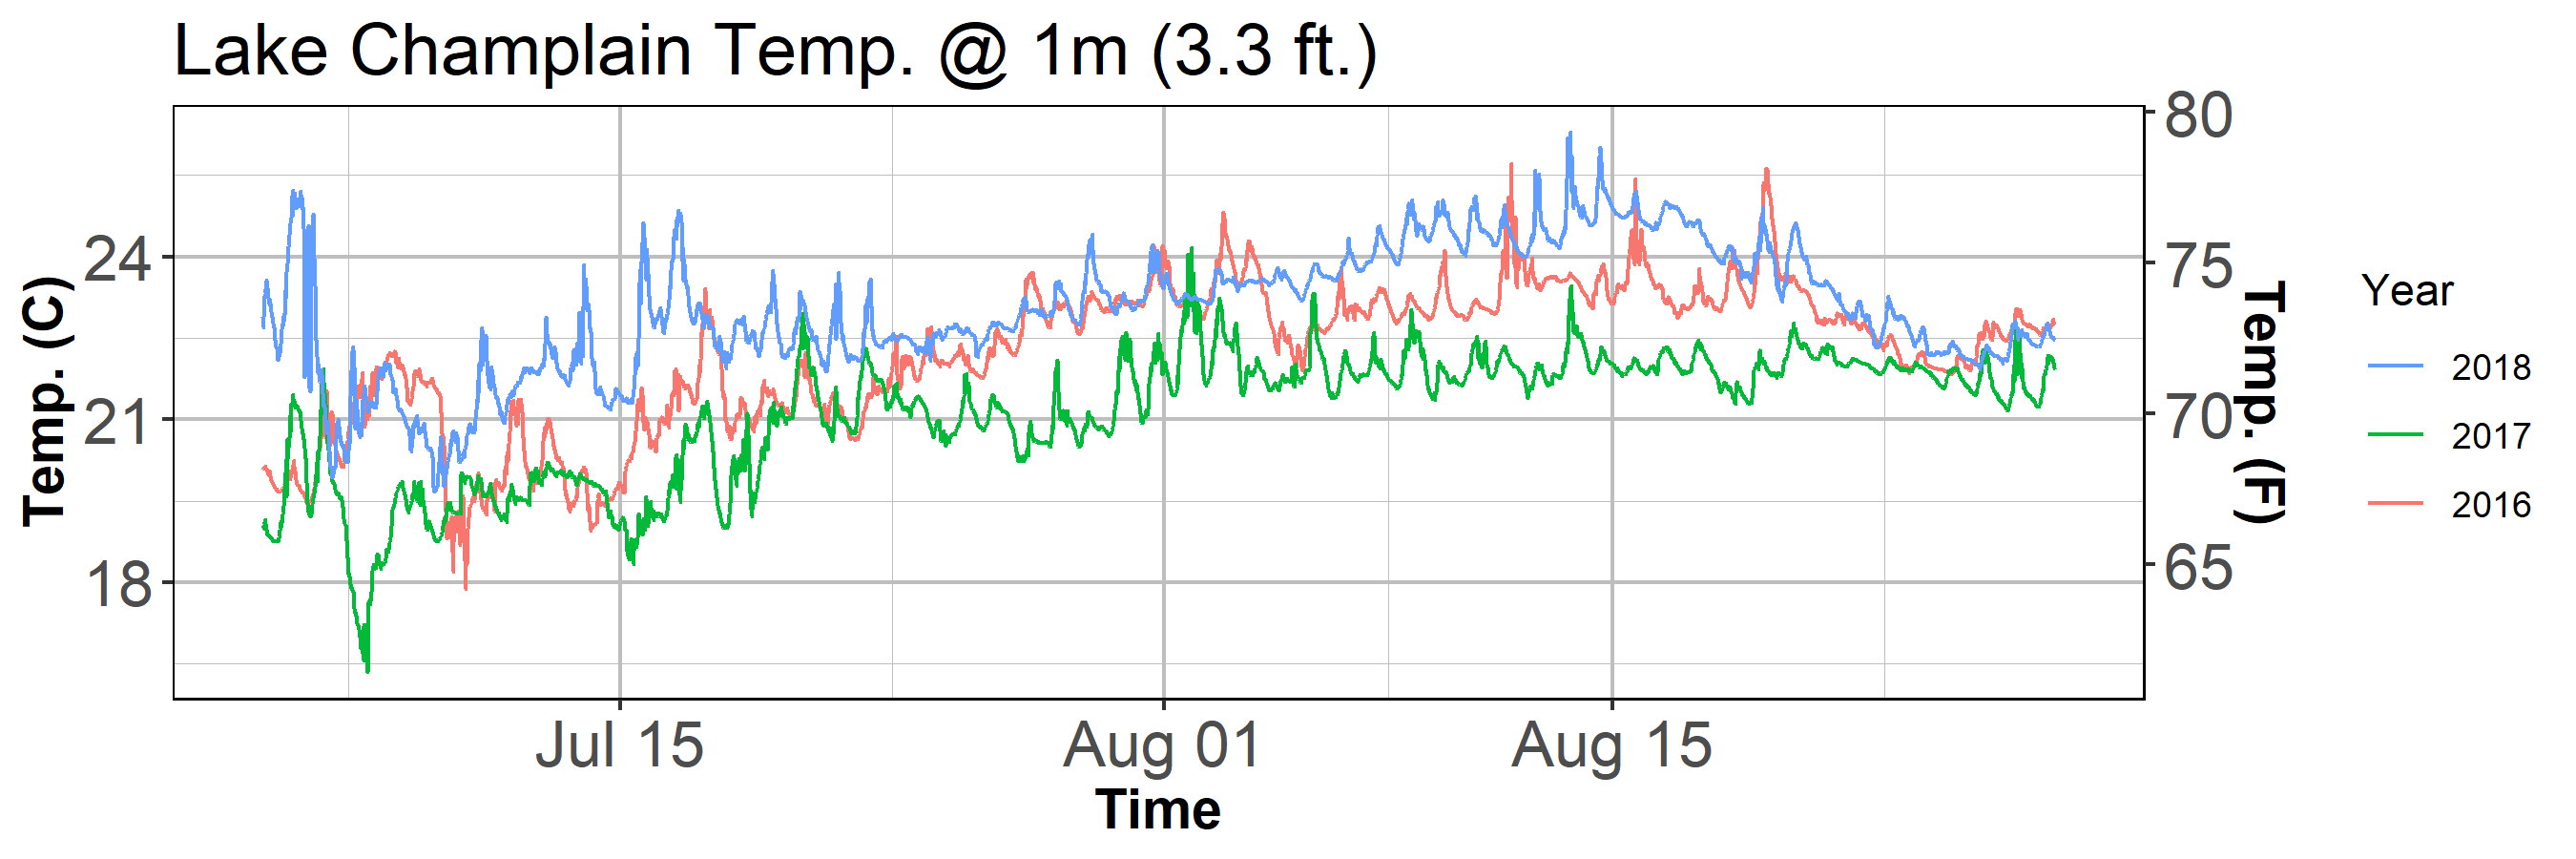 Lake Champlain Temp. @ 1m (3.3 ft.)
Temp. (C)
24
21
18
80
75
70
65
Temp. (F)
Jul 15
Aug 01
Aug 15
Time
Year
2018
2017
2016